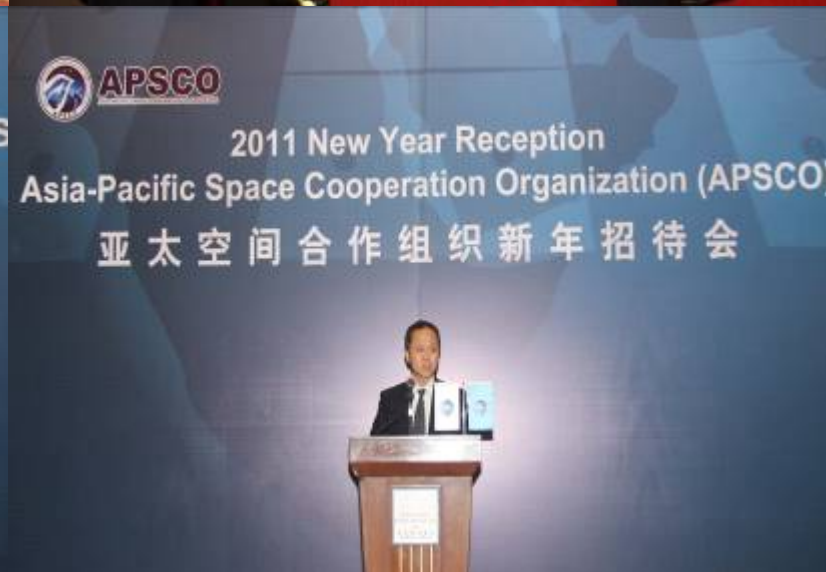 APSCO
2011 New Year Reception
Asia-Pacific Space Cooperation Organization (APSCO)
亚太空间合作组织新年招待会